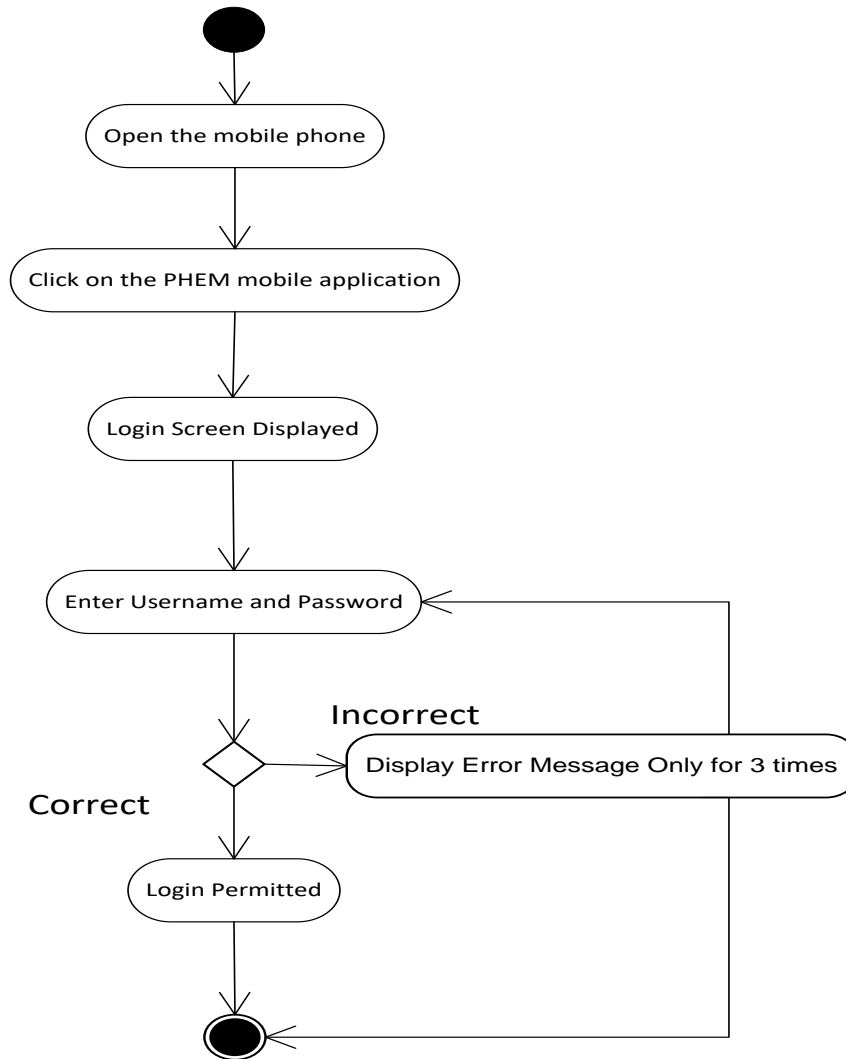 Open the mobile phone
Click on the PHEM mobile application
Login Screen Displayed
Enter Username and Password
Incorrect
Display Error Message Only for 3 times
Correct
Login Permitted